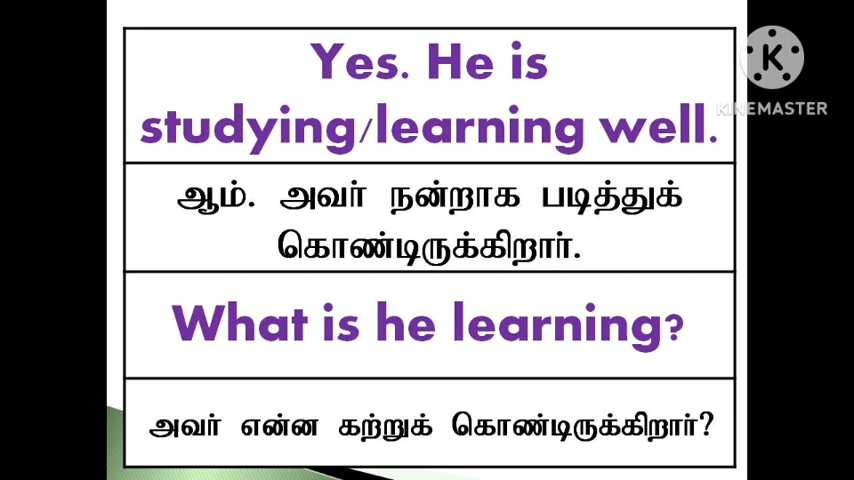 Yes. He is
studying/learning well.
ஆம். அவர் நன்றாக படித்துக்
கொண்டிருக்கிறார்.
What is he learning?
அவர் என்ன கற்றுக் கொண்டிருக்கிறார்?
K
KINEMASTER